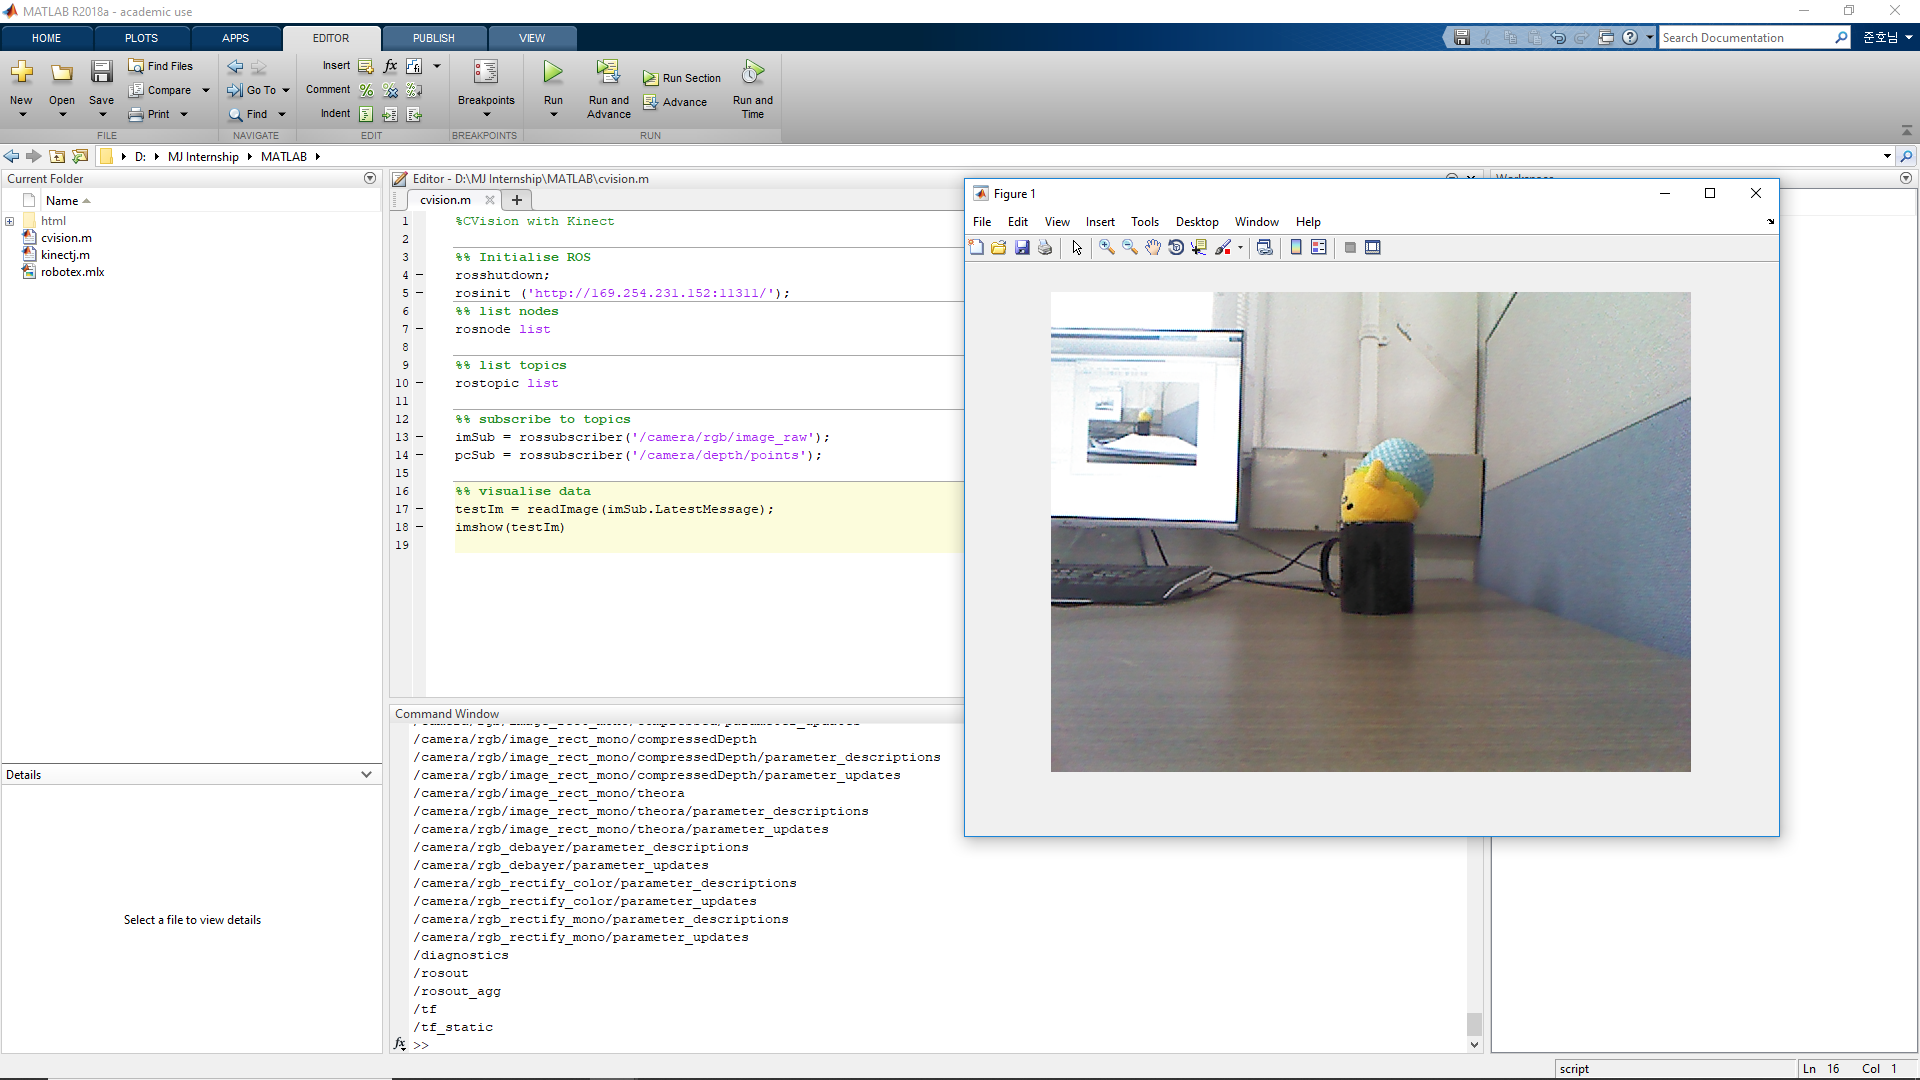 MATLAB R2018a - academic use
HOME PLOTS APPS EDITOR PUBLISH VIEW
Search Documentation
준호님
New
Open
Save
Find Files
Compare
Print
FILE
Go To
Find
NAVIGATE
Insert
Comment
Indent
EDIT
Breakpoints
BREAKPOINTS
Run
Run and Advance
Run Section
Advance
Run and Time
RUN
D: MJ Internship MATLAB
Current Folder
Name
html
cvision.m
kinectj.m
robotex.mlx
Details
Select a file to view details
Editor - D:\MJ Internship\MATLAB\cvision.m
cvision.m
1 %CVision with Kinect
2
3 %% Initialise ROS
4 rosshutdown;
5 rosinit ('http://169.254.231.152:11311/');
6 %% list nodes
7 rosnode list
8
9 %% list topics
10 rostopic list
11
12 %% subscribe to topics
13 imSub = rossubscriber('/camera/rgb/image_raw');
14 pcSub = rossubscriber('/camera/depth/points');
15
16 %% visualise data
17 testIm = readImage(imSub.LatestMessage);
18 imshow(testIm)
19
Command Window
/camera/rgb/image_rect_mono/compressed/parameter_updates
/camera/rgb/image_rect_mono/compressedDepth
/camera/rgb/image_rect_mono/compressedDepth/parameter_descriptions
/camera/rgb/image_rect_mono/compressedDepth/parameter_updates
/camera/rgb/image_rect_mono/theora
/camera/rgb/image_rect_mono/theora/parameter_descriptions
/camera/rgb/image_rect_mono/theora/parameter_updates
/camera/rgb_debayer/parameter_descriptions
/camera/rgb_debayer/parameter_updates
/camera/rgb_rectify_color/parameter_descriptions
/camera/rgb_rectify_color/parameter_updates
/camera/rgb_rectify_mono/parameter_descriptions
/camera/rgb_rectify_mono/parameter_updates
/diagnostics
/rosout
/rosout_agg
/tf
/tf_static
fx >>
Workspace
Figure 1
File Edit View Insert Tools Desktop Window Help
script
Ln 16 Col 1